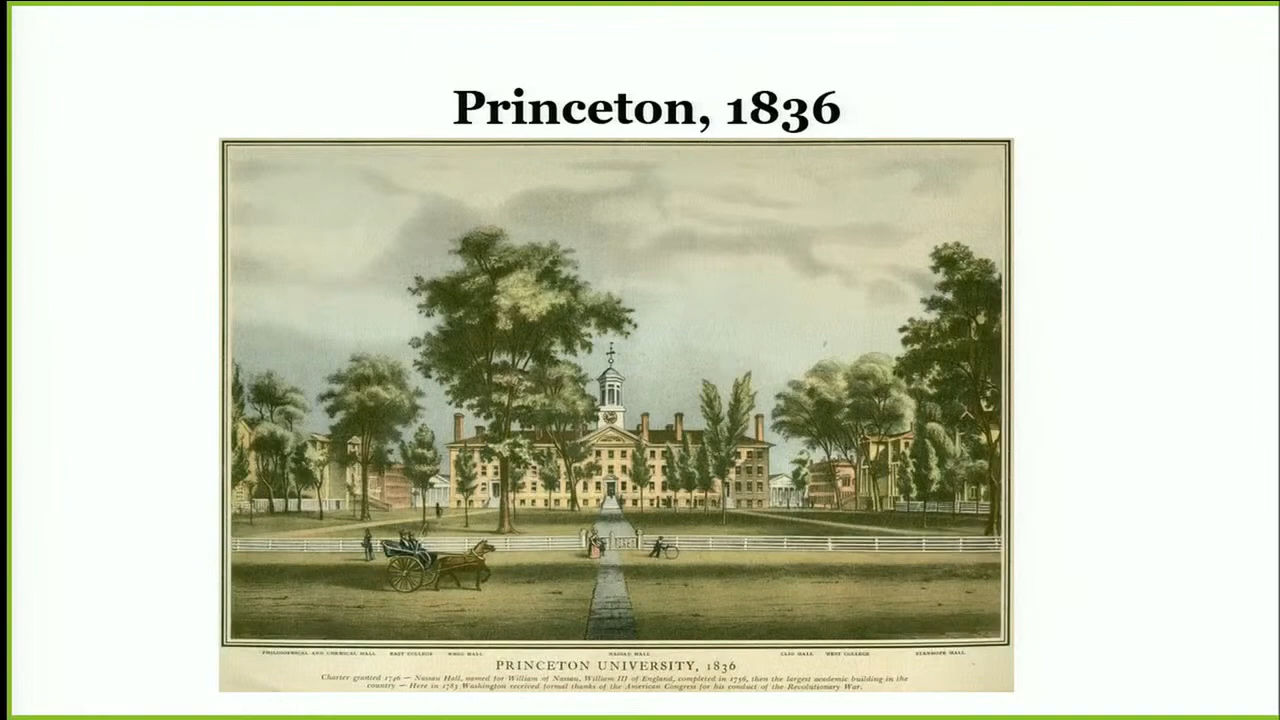 Princeton, 1836
PHILOSOPHICAL AND CHEMICAL HALL EAST COLLEGE WHIG HALL NASSAU HALL CLIO HALL WEST COLLEGE STANHOPE HALL
PRINCETON UNIVERSITY, 1836
Charter granted 1746 — Nassau Hall, named for William of Nassau, William III of England, completed in 1756, then the largest academic building in the
country — Here in 1783 Washington received formal thanks of the American Congress for his conduct of the Revolutionary War.